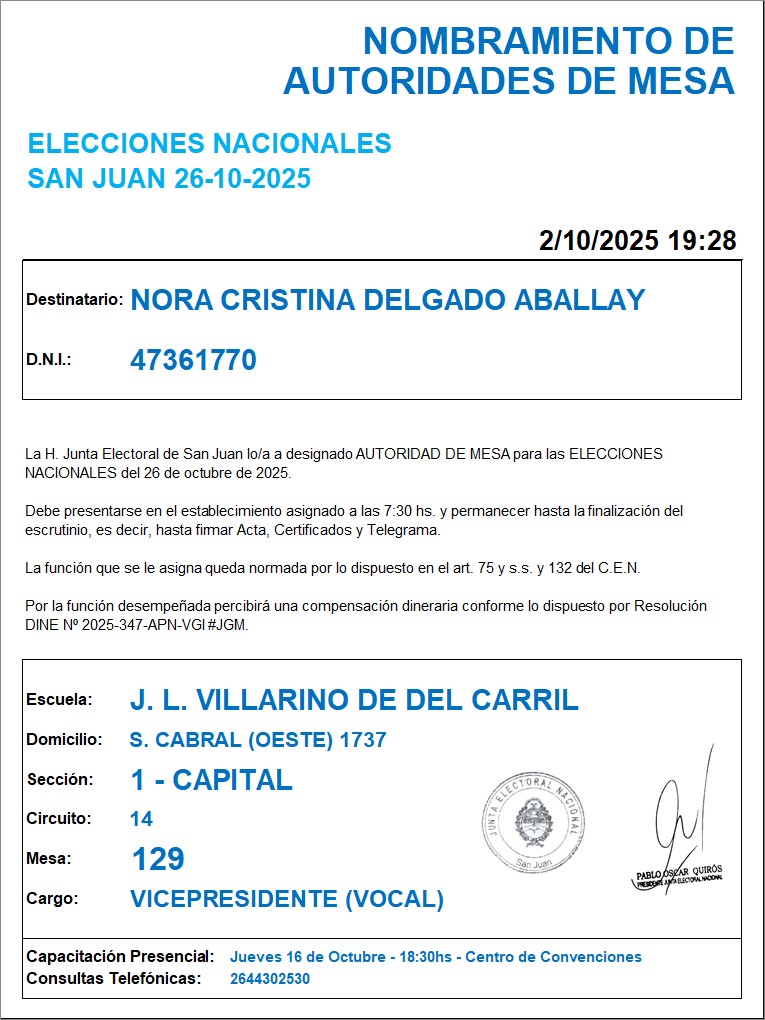 NOMBRAMIENTO DE
AUTORIDADES DE MESA
ELECCIONES NACIONALES
SAN JUAN 26-10-2025
2/10/2025 19:28
Destinatario: NORA CRISTINA DELGADO ABALLAY
D.N.I.: 47361770
La H. Junta Electoral de San Juan lo/a a designado AUTORIDAD DE MESA para las ELECCIONES
NACIONALES del 26 de octubre de 2025.
Debe presentarse en el establecimiento asignado a las 7:30 hs. y permanecer hasta la finalización del
escrutinio, es decir, hasta firmar Acta, Certificados y Telegrama.
La función que se le asigna queda normada por lo dispuesto en el art. 75 y s.s. y 132 del C.E.N.
Por la función desempeñada percibirá una compensación dineraria conforme lo dispuesto por Resolución
DINE Nº 2025-347-APN-VGI#JGM.
Escuela: J. L. VILLARINO DE DEL CARRIL
Domicilio: S. CABRAL (OESTE) 1737
Sección: 1 - CAPITAL
Circuito: 14
Mesa: 129
Cargo: VICEPRESIDENTE (VOCAL)
JUNTA ELECTORAL NACIONAL
San Juan
PABLO OSCAR QUIRÓS
PRESIDENTE JUNTA ELECTORAL NACIONAL
Capacitación Presencial: Jueves 16 de Octubre - 18:30hs - Centro de Convenciones
Consultas Telefónicas: 2644302530